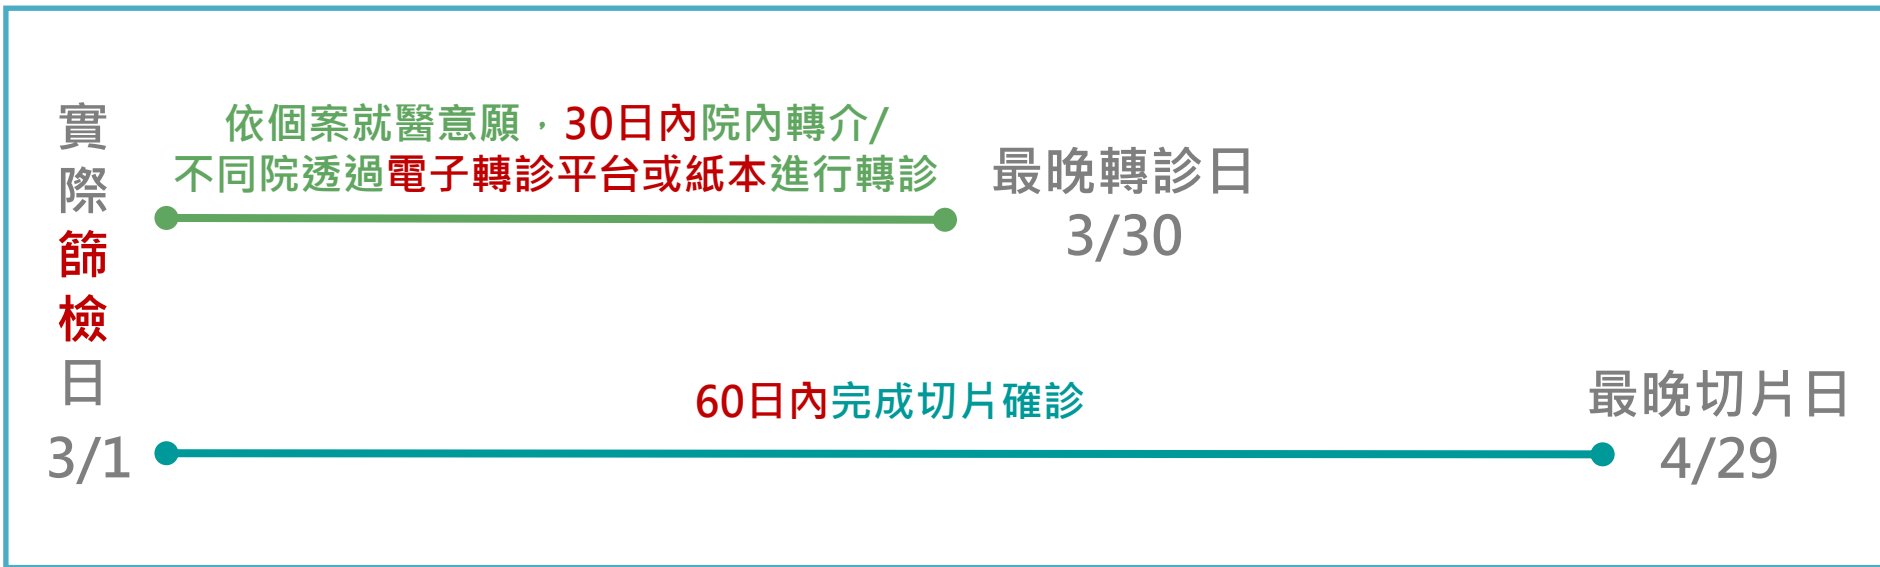 實際篩檢日
3/1
依個案就醫意願，30日內院內轉介/
不同院透過電子轉診平台或紙本進行轉診
最晚轉診日
3/30
60日內完成切片確診
最晚切片日
4/29